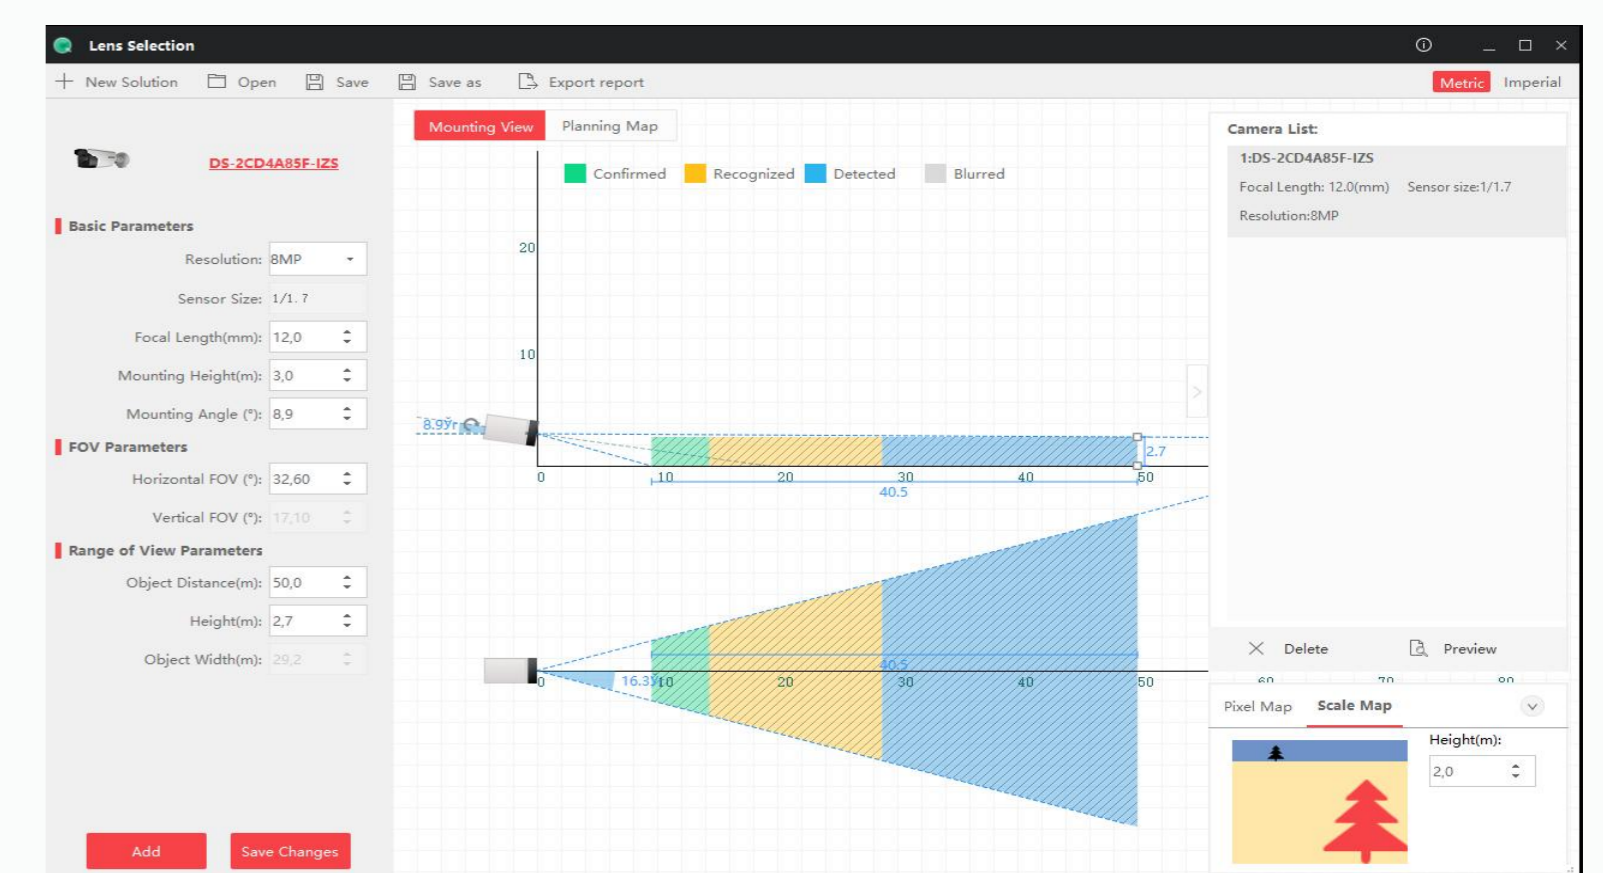 Lens Selection
New Solution Open Save Save as Export report Metric Imperial
DS-2CD4A85F-IZS
Basic Parameters
Resolution: 8MP
Sensor Size: 1/1.7
Focal Length(mm): 12,0
Mounting Height(m): 3,0
Mounting Angle (°): 8,9
FOV Parameters
Horizontal FOV (°): 32,60
Vertical FOV (°): 17,10
Range of View Parameters
Object Distance(m): 50,0
Height(m): 2,7
Object Width(m): 29,2
Add Save Changes
Mounting View Planning Map
Confirmed Recognized Detected Blurred
20
10
2.7
0 10 20 30 40 50
40.5
40.5
0 10 20 30 40 50
Camera List:
1:DS-2CD4A85F-IZS
Focal Length: 12.0(mm) Sensor size:1/1.7
Resolution:8MP
Delete Preview
Pixel Map Scale Map
Height(m):
2,0